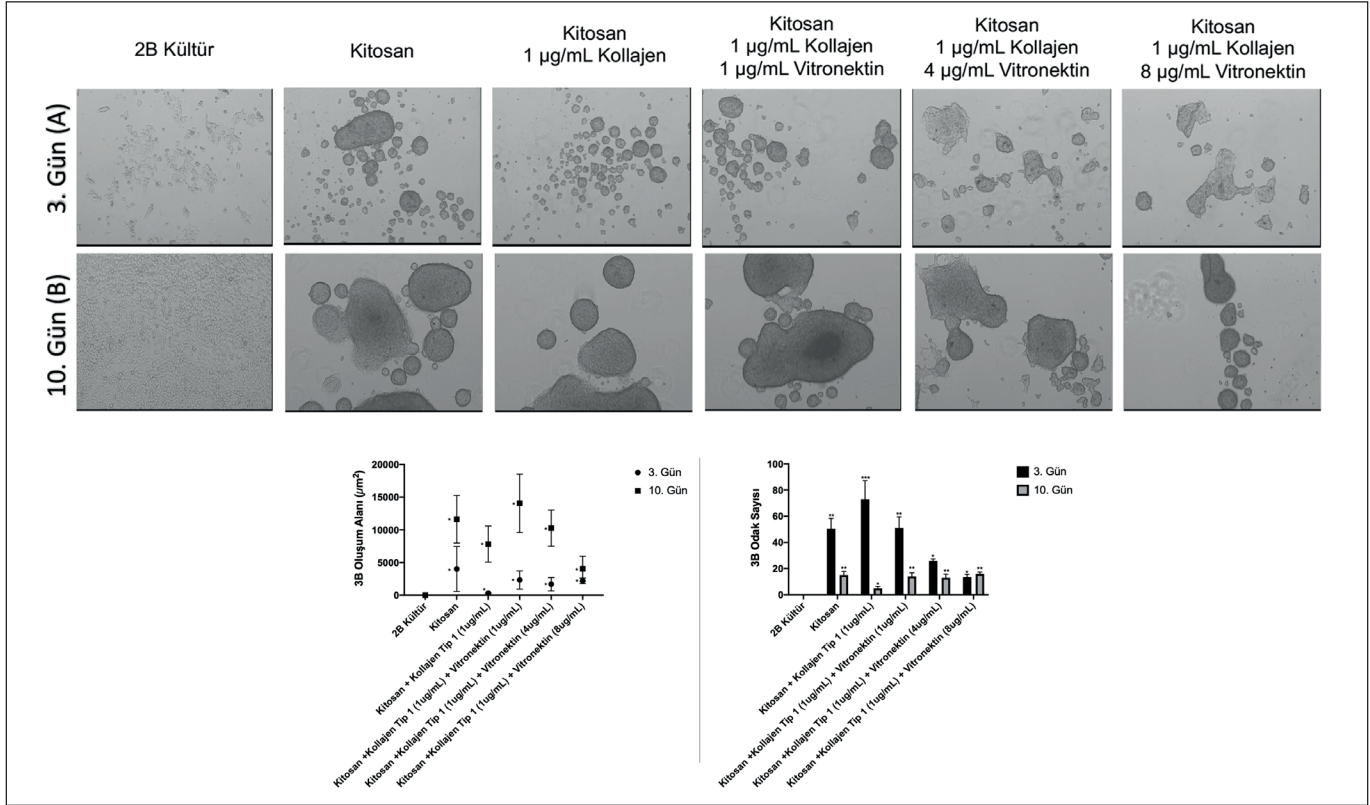 2B Kültür
Kitosan
Kitosan
1 µg/mL Kollajen
Kitosan
1 µg/mL Kollajen
1 µg/mL Vitronektin
Kitosan
1 µg/mL Kollajen
4 µg/mL Vitronektin
Kitosan
1 µg/mL Kollajen
8 µg/mL Vitronektin
3. Gün (A)
10. Gün (B)
3B Oluşum Alanı (µm²)
20000
15000
10000
5000
0
3. Gün
10. Gün
2B Kültür
Kitosan
Kitosan + Kollajen Tip 1 (1ug/mL)
Kitosan +Kollajen Tip 1 (1ug/mL) + Vitronektin (1ug/mL)
Kitosan +Kollajen Tip 1 (1ug/mL) + Vitronektin (4ug/mL)
Kitosan +Kollajen Tip 1 (1ug/mL) + Vitronektin (8ug/mL)
3B Odak Sayısı
100
80
60
40
20
0
** ** *** * ** ** * ** * **
3. Gün
10. Gün
2B Kültür
Kitosan
Kitosan + Kollajen Tip 1 (1ug/mL)
Kitosan +Kollajen Tip 1 (1ug/mL) + Vitronektin (1ug/mL)
Kitosan +Kollajen Tip 1 (1ug/mL) + Vitronektin (4ug/mL)
Kitosan +Kollajen Tip 1 (1ug/mL) + Vitronektin (8ug/mL)